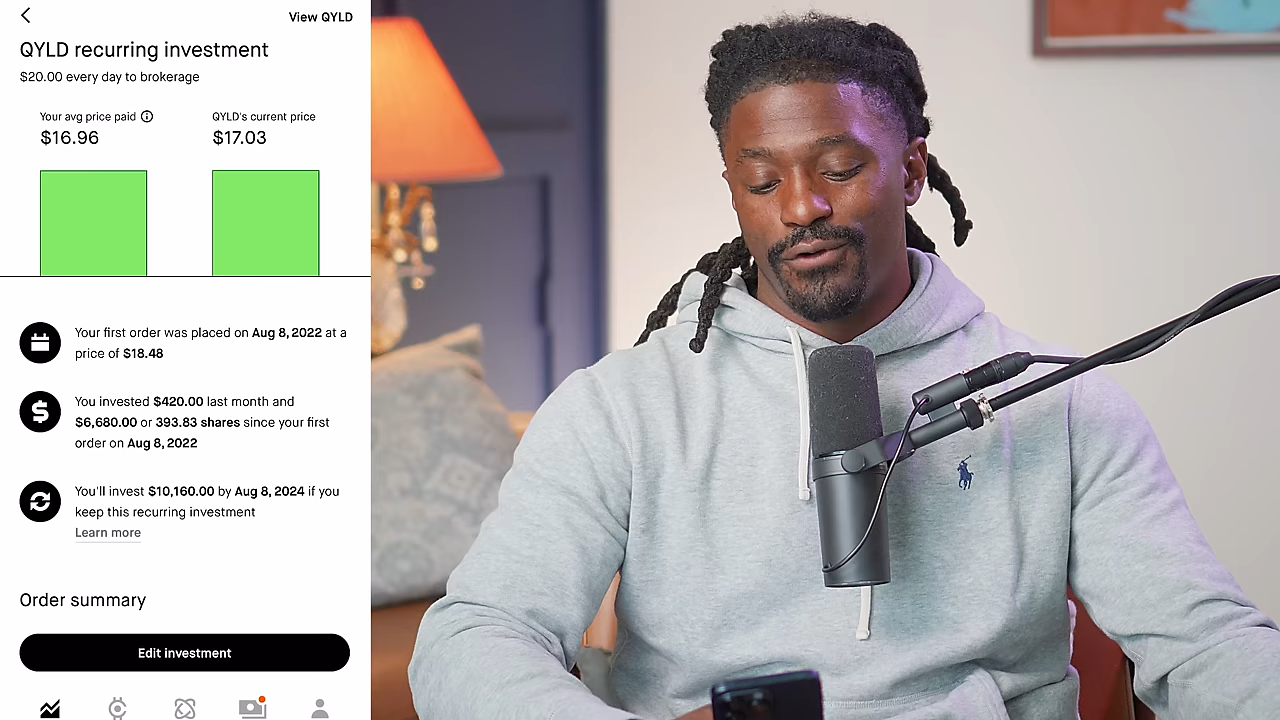 View QYLD
QYLD recurring investment
$20.00 every day to brokerage
Your avg price paid
QYLD's current price
$16.96
$17.03
Your first order was placed on Aug 8, 2022 at a
price of $18.48
You invested $420.00 last month and
$6,680.00 or 393.83 shares since your first
order on Aug 8, 2022
You'll invest $10,160.00 by Aug 8, 2024 if you
keep this recurring investment
Learn more
Order summary
Edit investment